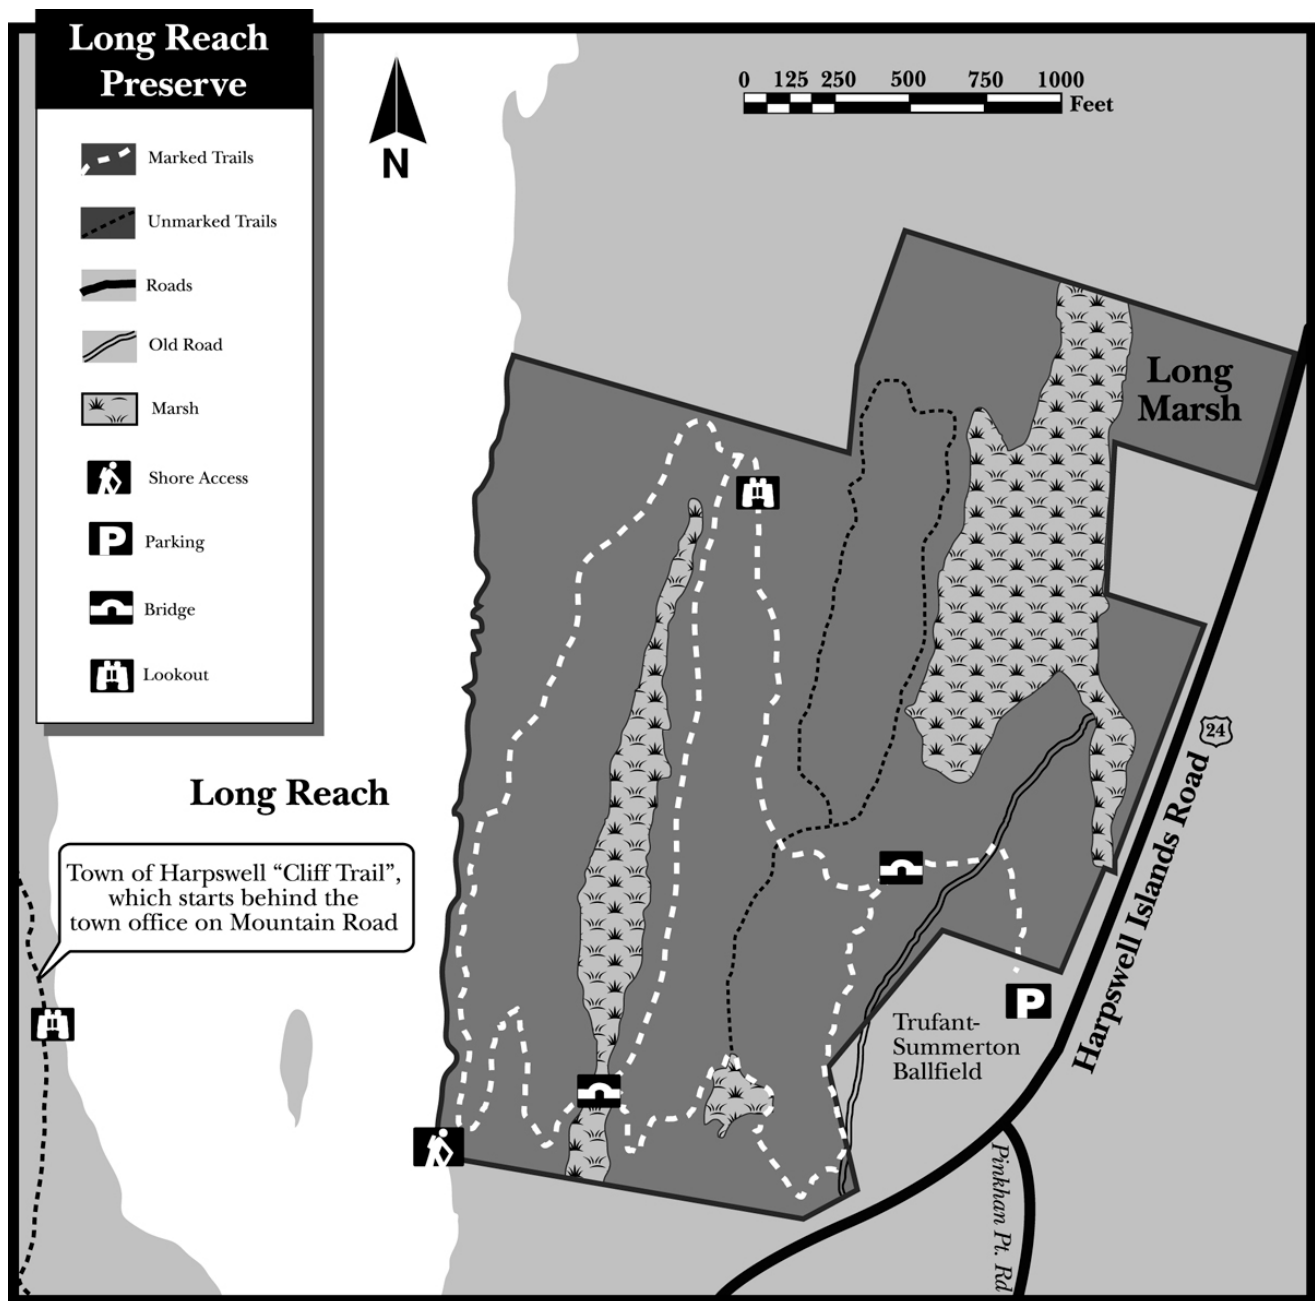 Long Reach
Preserve
Marked Trails
Unmarked Trails
Roads
Old Road
Marsh
Shore Access
P
Parking
Bridge
Lookout
N
0 125 250 500 750 1000
Feet
Long
Marsh
24
Harpswell Islands Road
Long Reach
Town of Harpswell “Cliff Trail”,
which starts behind the
town office on Mountain Road
P
Trufant-
Summerton
Ballfield
Pinkhan Pt. Rd